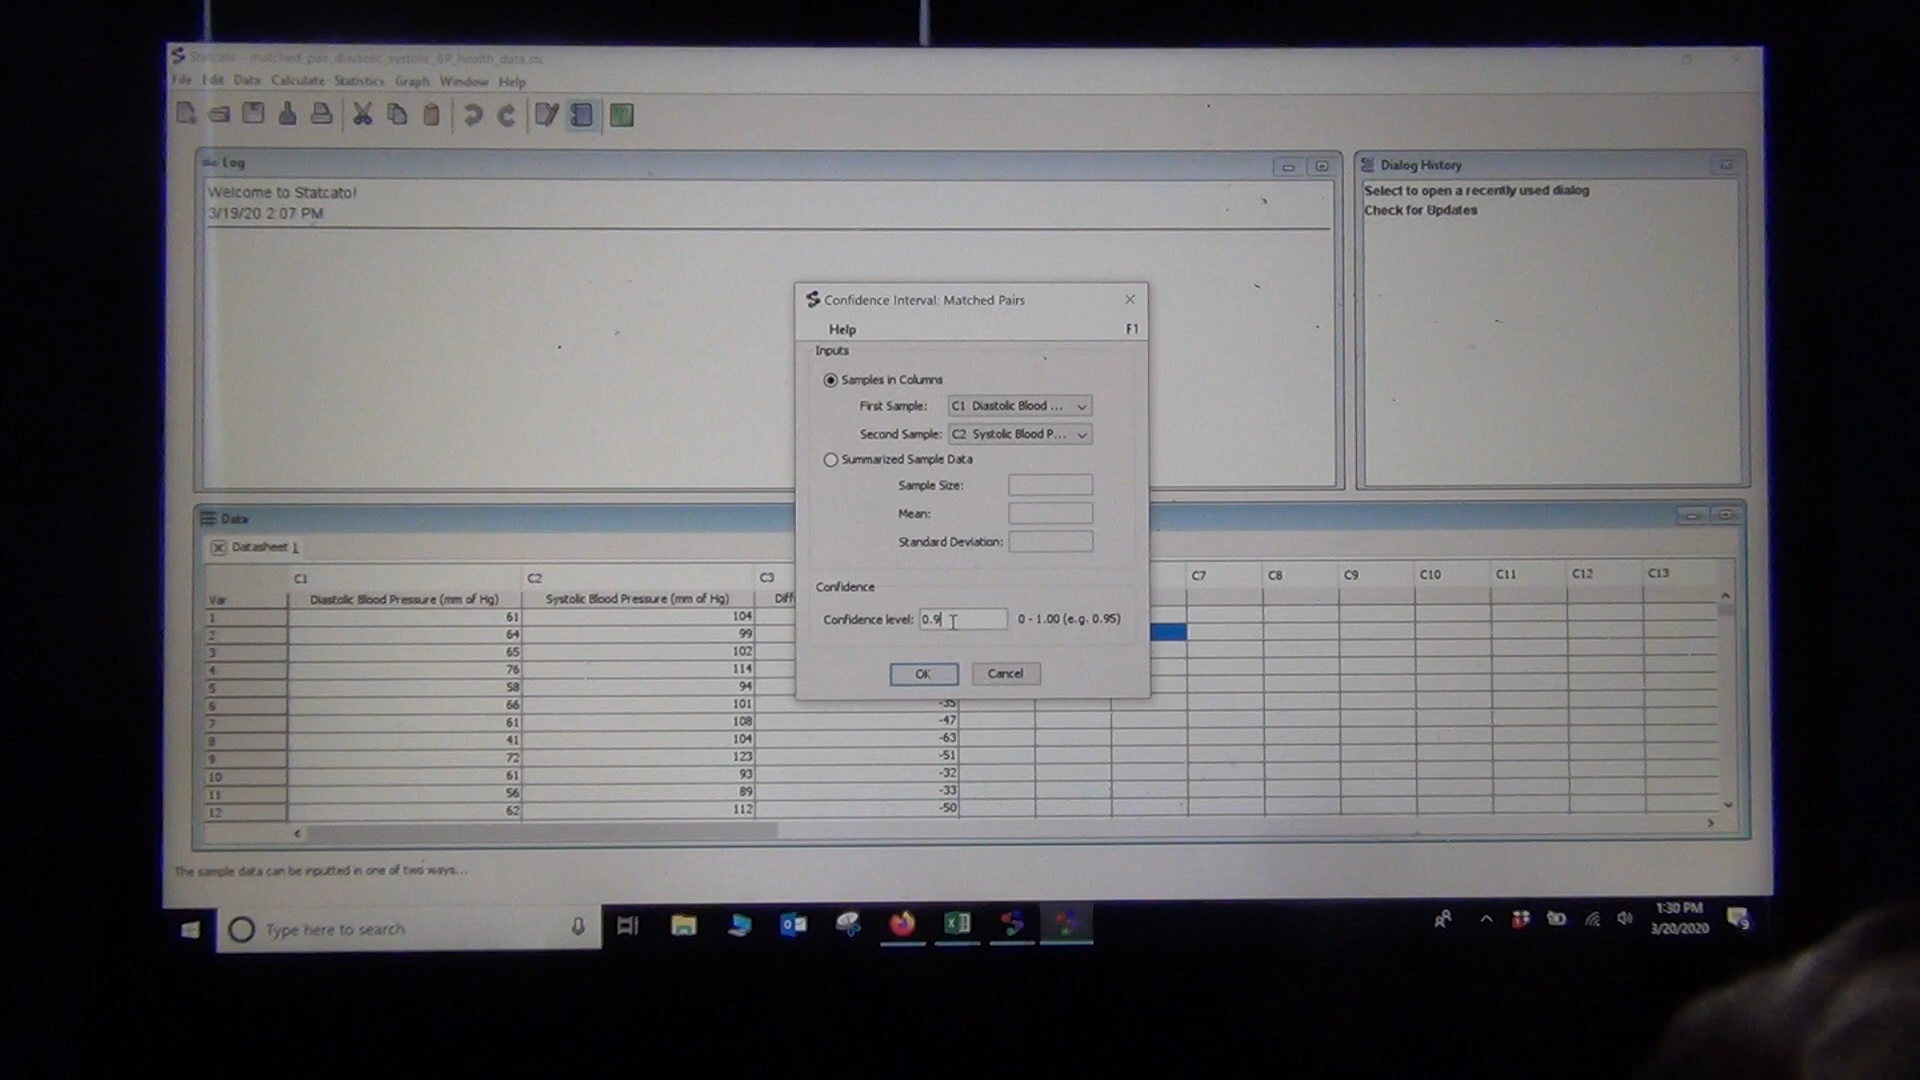 Statcato - matched_pair_diastolic_systolic_BP_health_data.stc
File Edit Data Calculate Statistics Graph Window Help
Log
Welcome to Statcato!
3/19/20 2:07 PM
Dialog History
Select to open a recently used dialog
Check for Updates
Confidence Interval: Matched Pairs
Help F1
Inputs
Samples in Columns
First Sample: C1 Diastolic Blood ...
Second Sample: C2 Systolic Blood P...
Summarized Sample Data
Sample Size:
Mean:
Standard Deviation:
Confidence
Confidence level: 0.9 0 - 1.00 (e.g. 0.95)
OK Cancel
Data
Datasheet 1
C1 C2 C3 C7 C8 C9 C10 C11 C12 C13
Var Diastolic Blood Pressure (mm of Hg) Systolic Blood Pressure (mm of Hg) Diff
1 61 104
2 64 99
3 65 102
4 76 114
5 58 94
6 66 101 -35
7 61 108 -47
8 41 104 -63
9 72 123 -51
10 61 93 -32
11 56 89 -33
12 62 112 -50
The sample data can be inputted in one of two ways...
Type here to search
1:30 PM
3/20/2020